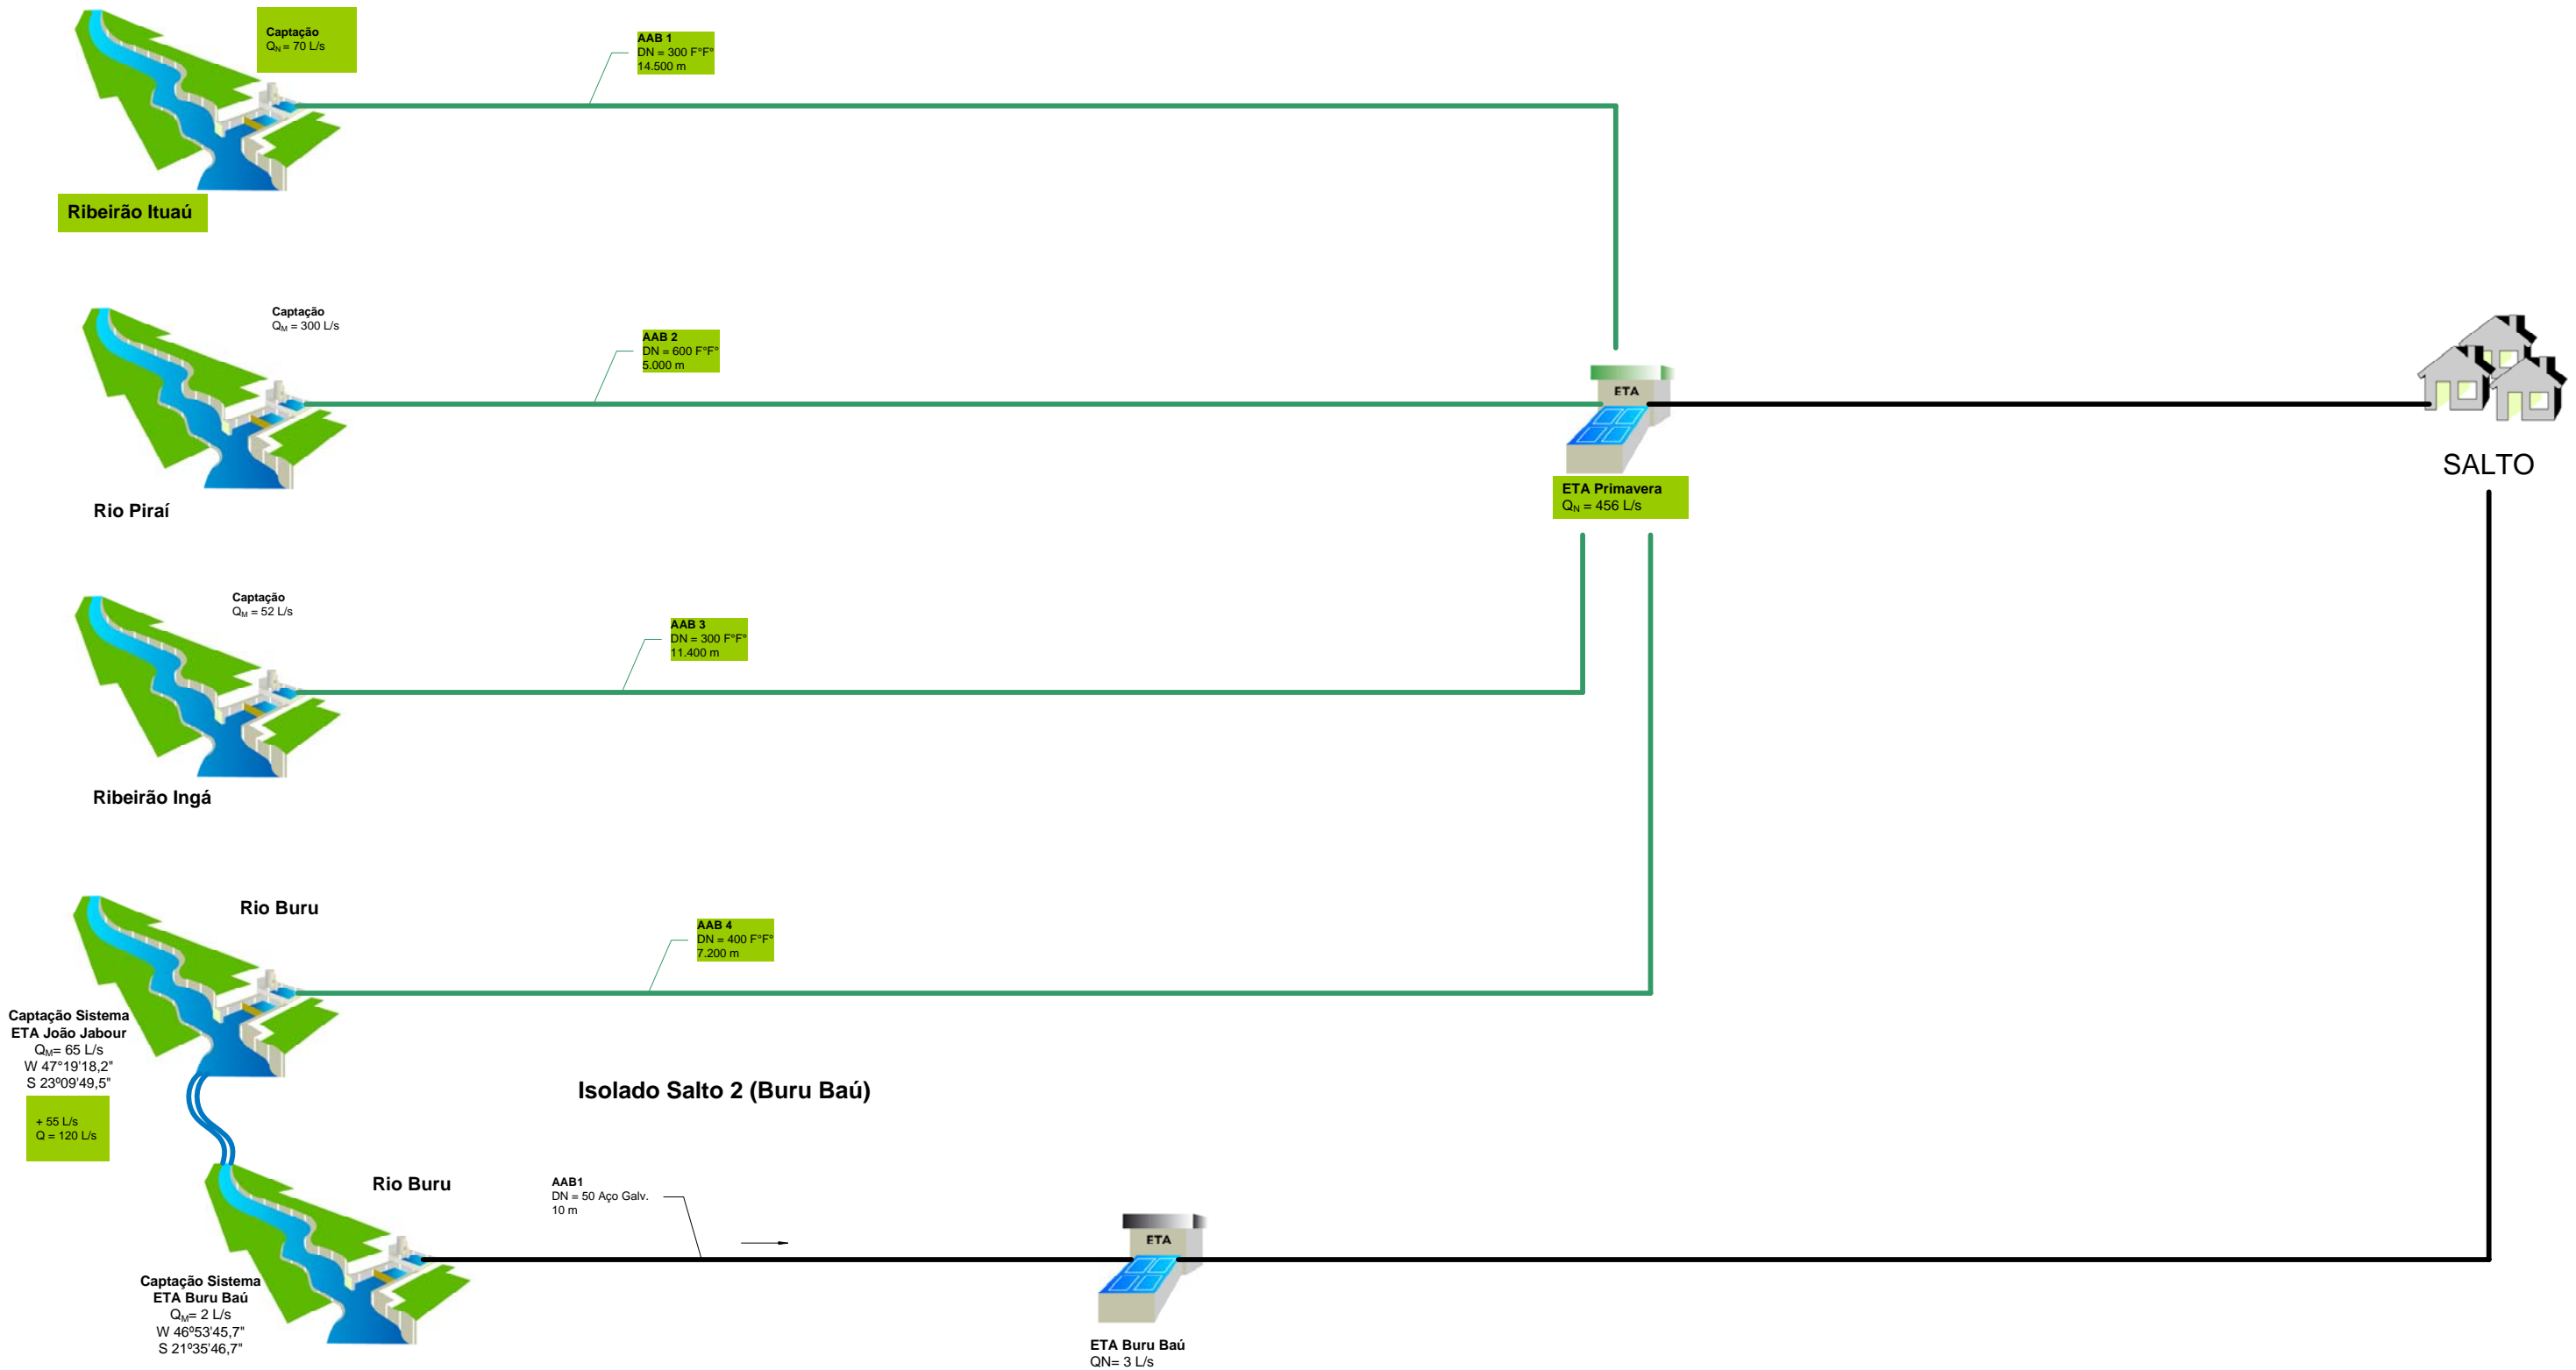 Captação
QN = 70 L/s
AAB 1
DN = 300 F°F°
14.500 m
Ribeirão Ituaú
Captação
QM = 300 L/s
AAB 2
DN = 600 F°F°
5.000 m
ETA
SALTO
Rio Piraí
ETA Primavera
QN = 456 L/s
Captação
QM = 52 L/s
AAB 3
DN = 300 F°F°
11.400 m
Ribeirão Ingá
Rio Buru
AAB 4
DN = 400 F°F°
7.200 m
Captação Sistema
ETA João Jabour
QM= 65 L/s
W 47°19'18,2"
S 23º09'49,5"
+ 55 L/s
Q = 120 L/s
Isolado Salto 2 (Buru Baú)
Rio Buru
AAB1
DN = 50 Aço Galv.
10 m
ETA
Captação Sistema
ETA Buru Baú
QM= 2 L/s
W 46º53'45,7"
S 21º35'46,7"
ETA Buru Baú
QN= 3 L/s